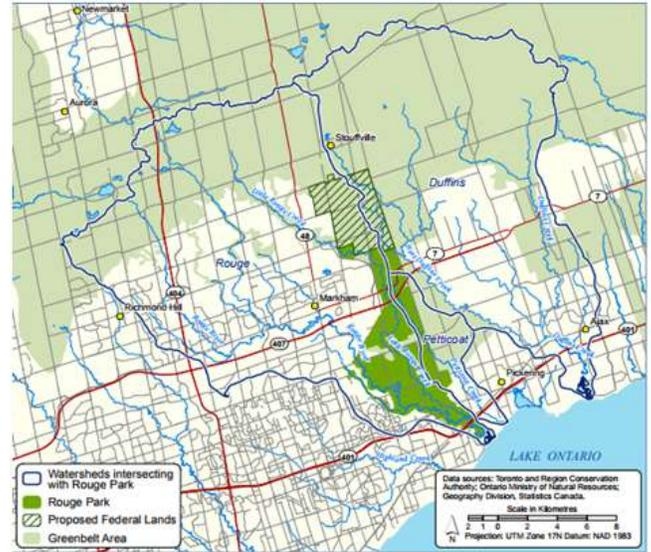 Newmarket
Aurora
Stouffville
Duffins
7
48
7
Rouge
404
Markham
Richmond Hill
407
Petticoat
Ajax
401
Pickering
401
LAKE ONTARIO
Watersheds intersecting
with Rouge Park
Rouge Park
Proposed Federal Lands
Greenbelt Area
Data sources: Toronto and Region Conservation
Authority; Ontario Ministry of Natural Resources;
Geography Division, Statistics Canada.
Scale in Kilometres
2 1 0 2 4 6 8
N
Projection: UTM Zone 17N Datum: NAD 1983